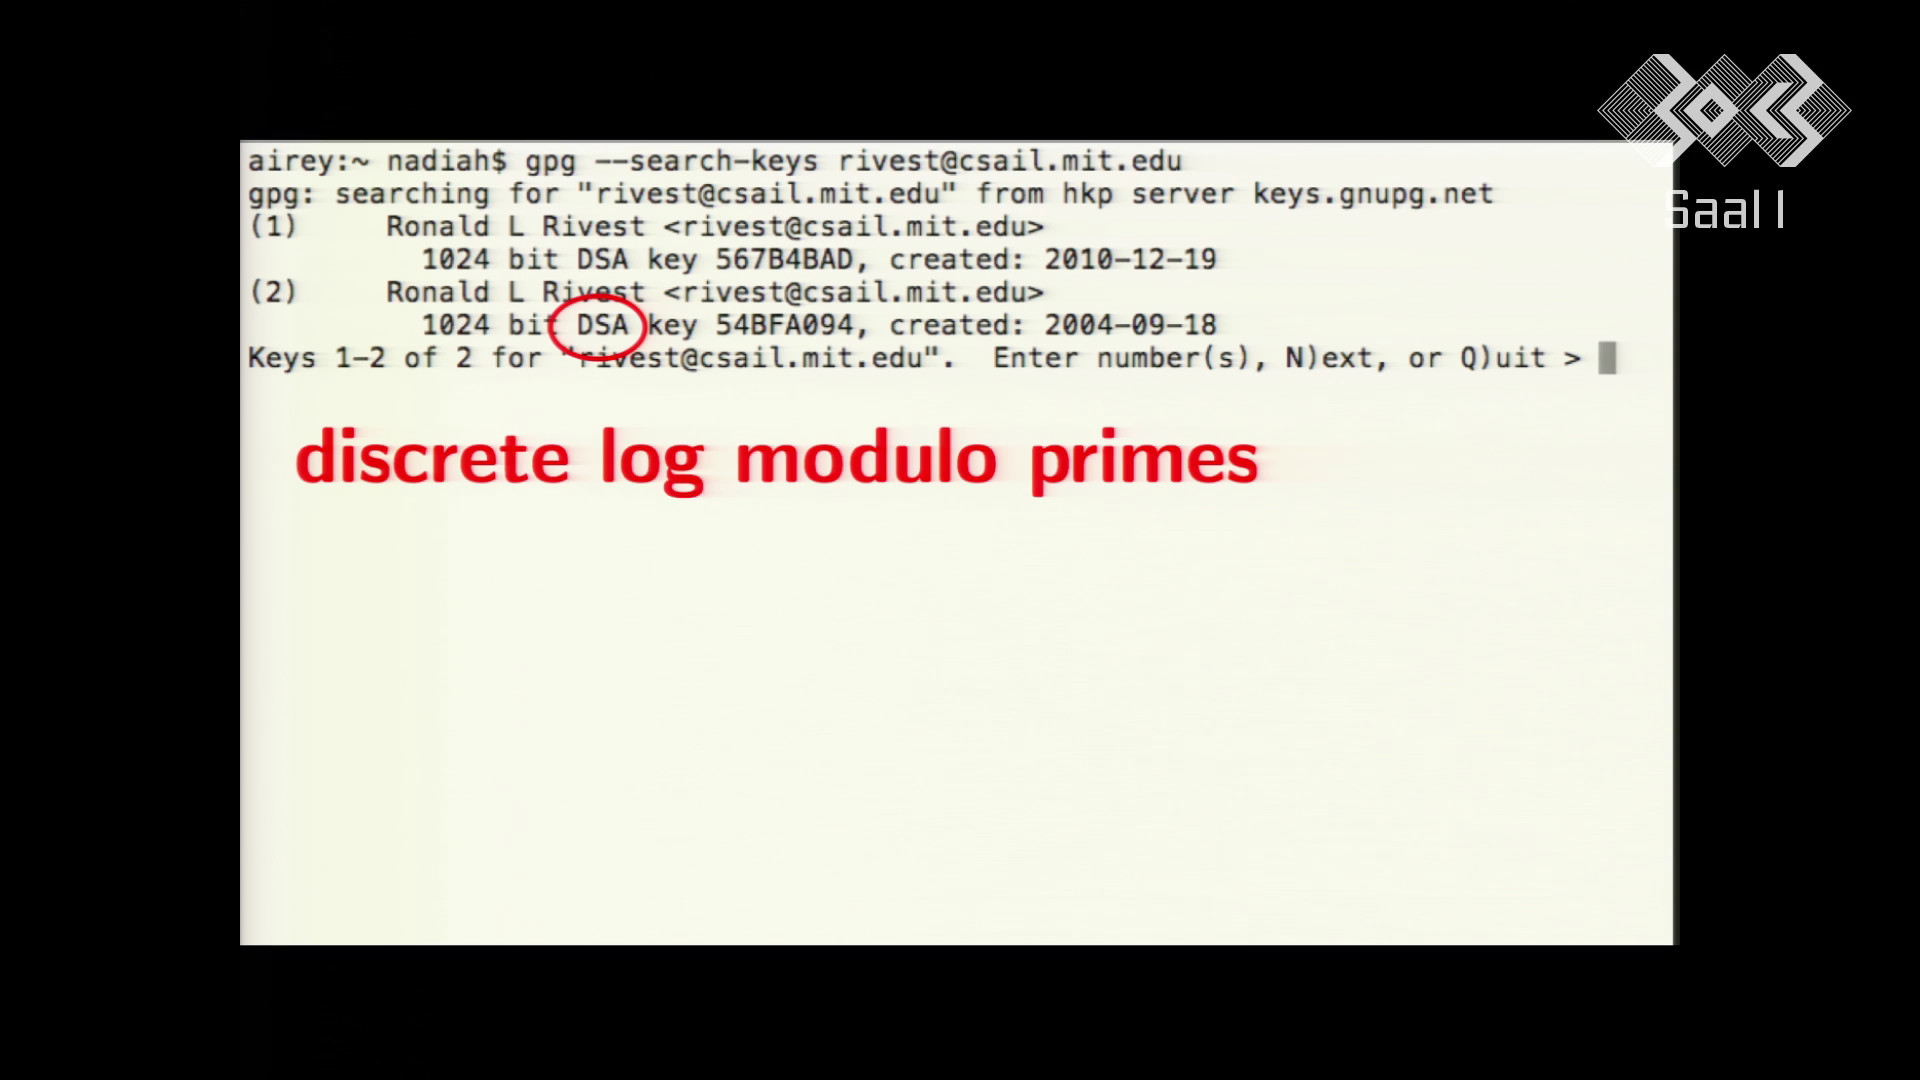 airey:~ nadiah$ gpg --search-keys rivest@csail.mit.edu
gpg: searching for "rivest@csail.mit.edu" from hkp server keys.gnupg.net
(1)     Ronald L Rivest <rivest@csail.mit.edu>
          1024 bit DSA key 567B4BAD, created: 2010-12-19
(2)     Ronald L Rivest <rivest@csail.mit.edu>
          1024 bit DSA key 54BFA094, created: 2004-09-18
Keys 1-2 of 2 for "rivest@csail.mit.edu".  Enter number(s), N)ext, or Q)uit >
discrete log modulo primes
30C3
Saal 1